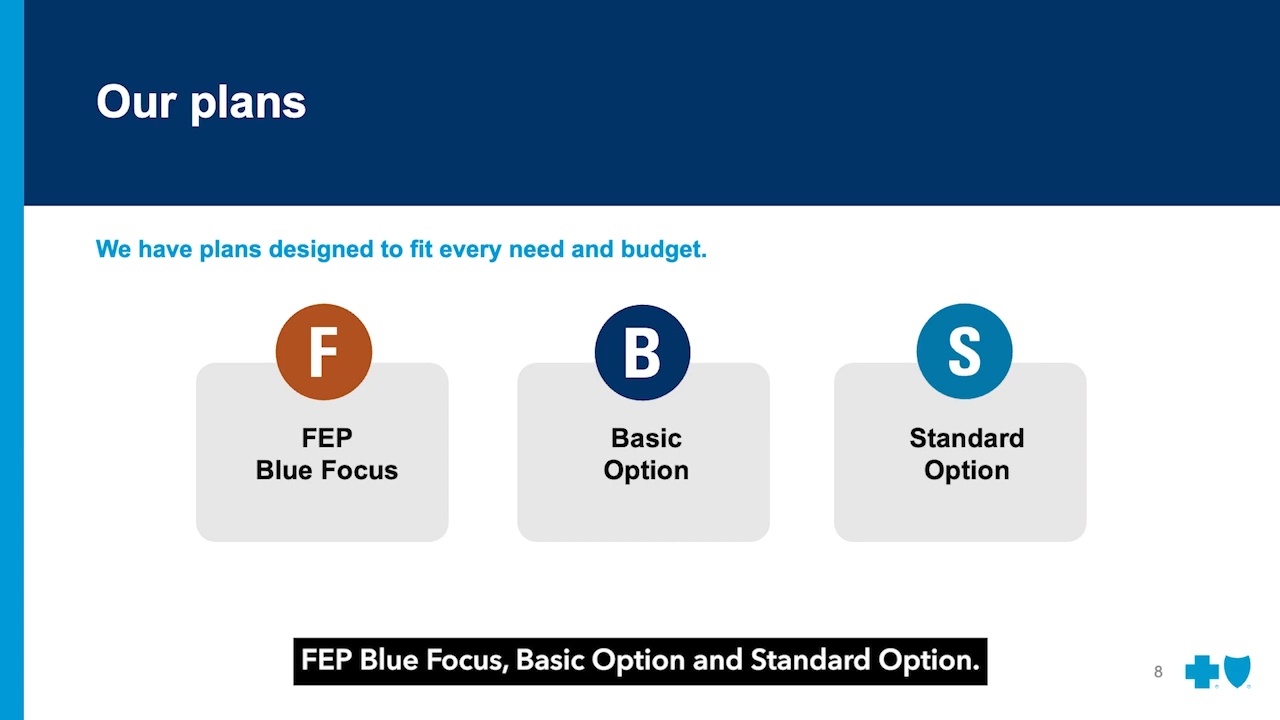 Our plans
We have plans designed to fit every need and budget.
F
FEP
Blue Focus
B
Basic
Option
S
Standard
Option
FEP Blue Focus, Basic Option and Standard Option.
8
® ®